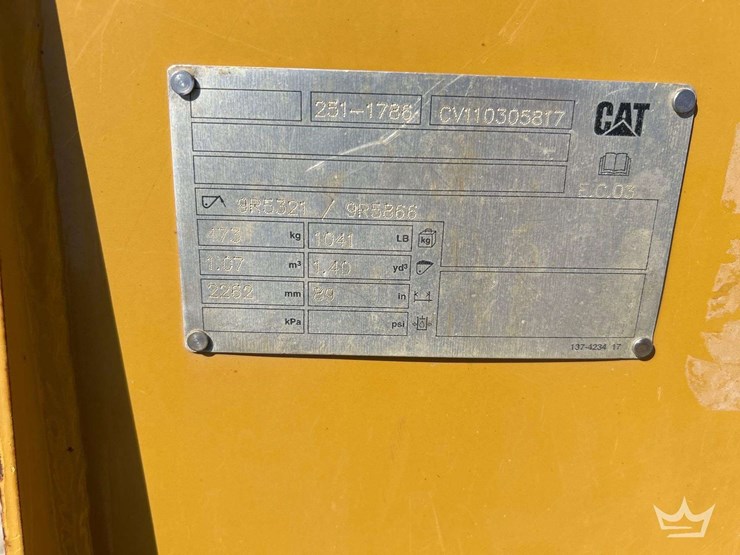 251-1786 CV110305817 CAT
E.C.03
9R5321 / 9R5866
473 kg 1041 LB kg
1.07 m³ 1.40 yd³
2262 mm 89 in
kPa psi
137-4234 17